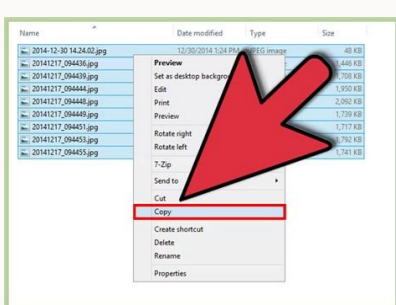 Name Date modified Type Size
2014-12-30 14.24.02.jpg 12/30/2014 1:24 PM JPEG image 48 KB
20141217_094436.jpg 1,446 KB
20141217_094439.jpg 1,708 KB
20141217_094444.jpg 1,950 KB
20141217_094448.jpg 2,092 KB
20141217_094449.jpg 1,739 KB
20141217_094451.jpg 1,717 KB
20141217_094453.jpg 1,792 KB
20141217_094455.jpg 1,741 KB
Preview
Set as desktop backgro
Edit
Print
Preview
Rotate right
Rotate left
7-Zip
Send to
Cut
Copy
Create shortcut
Delete
Rename
Properties